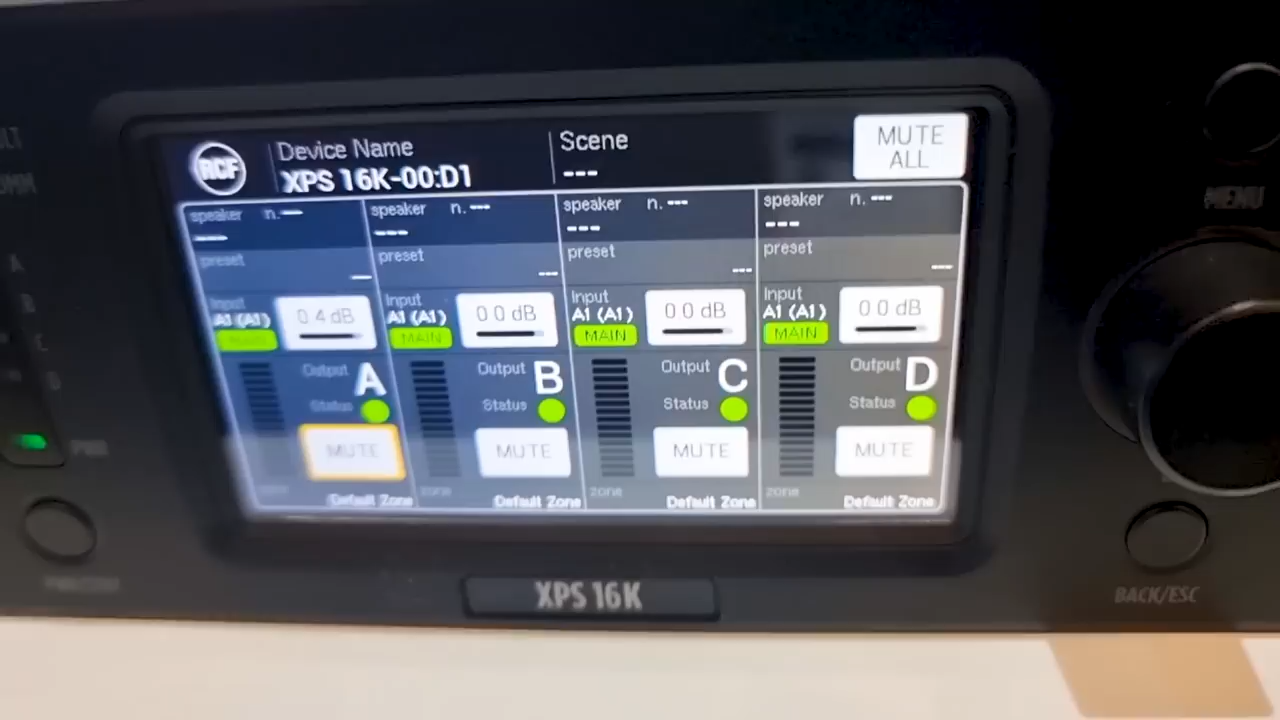 RCF
Device Name
XPS 16K-00:D1
Scene
---
MUTE
ALL
speaker n.---
---
preset
---
Input
A1 (A1)
0.4 dB
Output A
Status
MUTE
Default Zone
speaker n.---
---
preset
---
Input
A1 (A1)
MAIN
0.0 dB
Output B
Status
MUTE
zone
Default Zone
speaker n.---
---
preset
---
Input
A1 (A1)
MAIN
0.0 dB
Output C
Status
MUTE
zone
Default Zone
speaker n.---
---
preset
---
Input
A1 (A1)
MAIN
0.0 dB
Output D
Status
MUTE
zone
Default Zone
A
B
C
D
MENU
BACK/ESC
XPS 16K